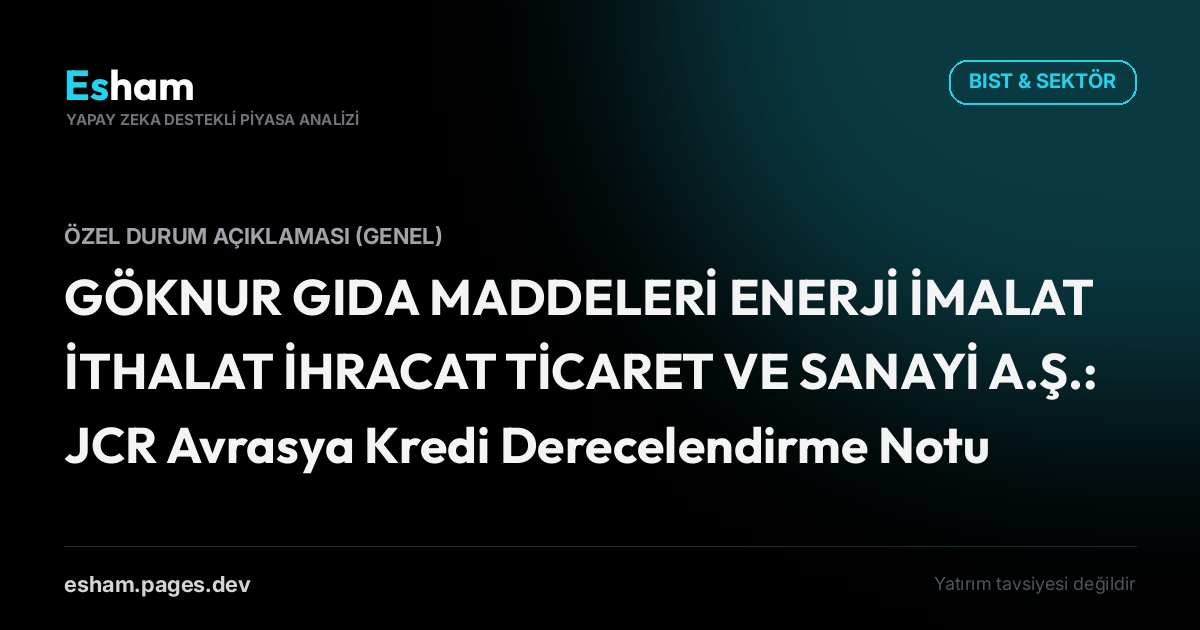 Esham
BIST & SEKTÖR
YAPAY ZEKA DESTEKLİ PİYASA ANALİZİ
ÖZEL DURUM AÇIKLAMASI (GENEL)
GÖKNUR GIDA MADDELERİ ENERJİ İMALAT
İTHALAT İHRACAT TİCARET VE SANAYİ A.Ş.:
JCR Avrasya Kredi Derecelendirme Notu
esham.pages.dev
Yatırım tavsiyesi değildir